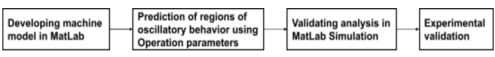 Developing machine
model in MatLab
Prediction of regions of
oscillatory behavior using
Operation parameters
Validating analysis in
MatLab Simulation
Experimental
validation